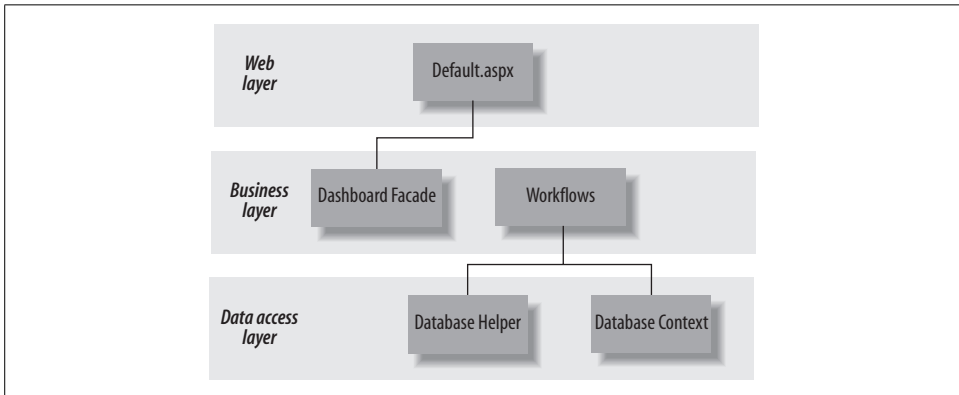 Web
layer
Default.aspx
Business
layer
Dashboard Facade
Workflows
Data access
layer
Database Helper
Database Context